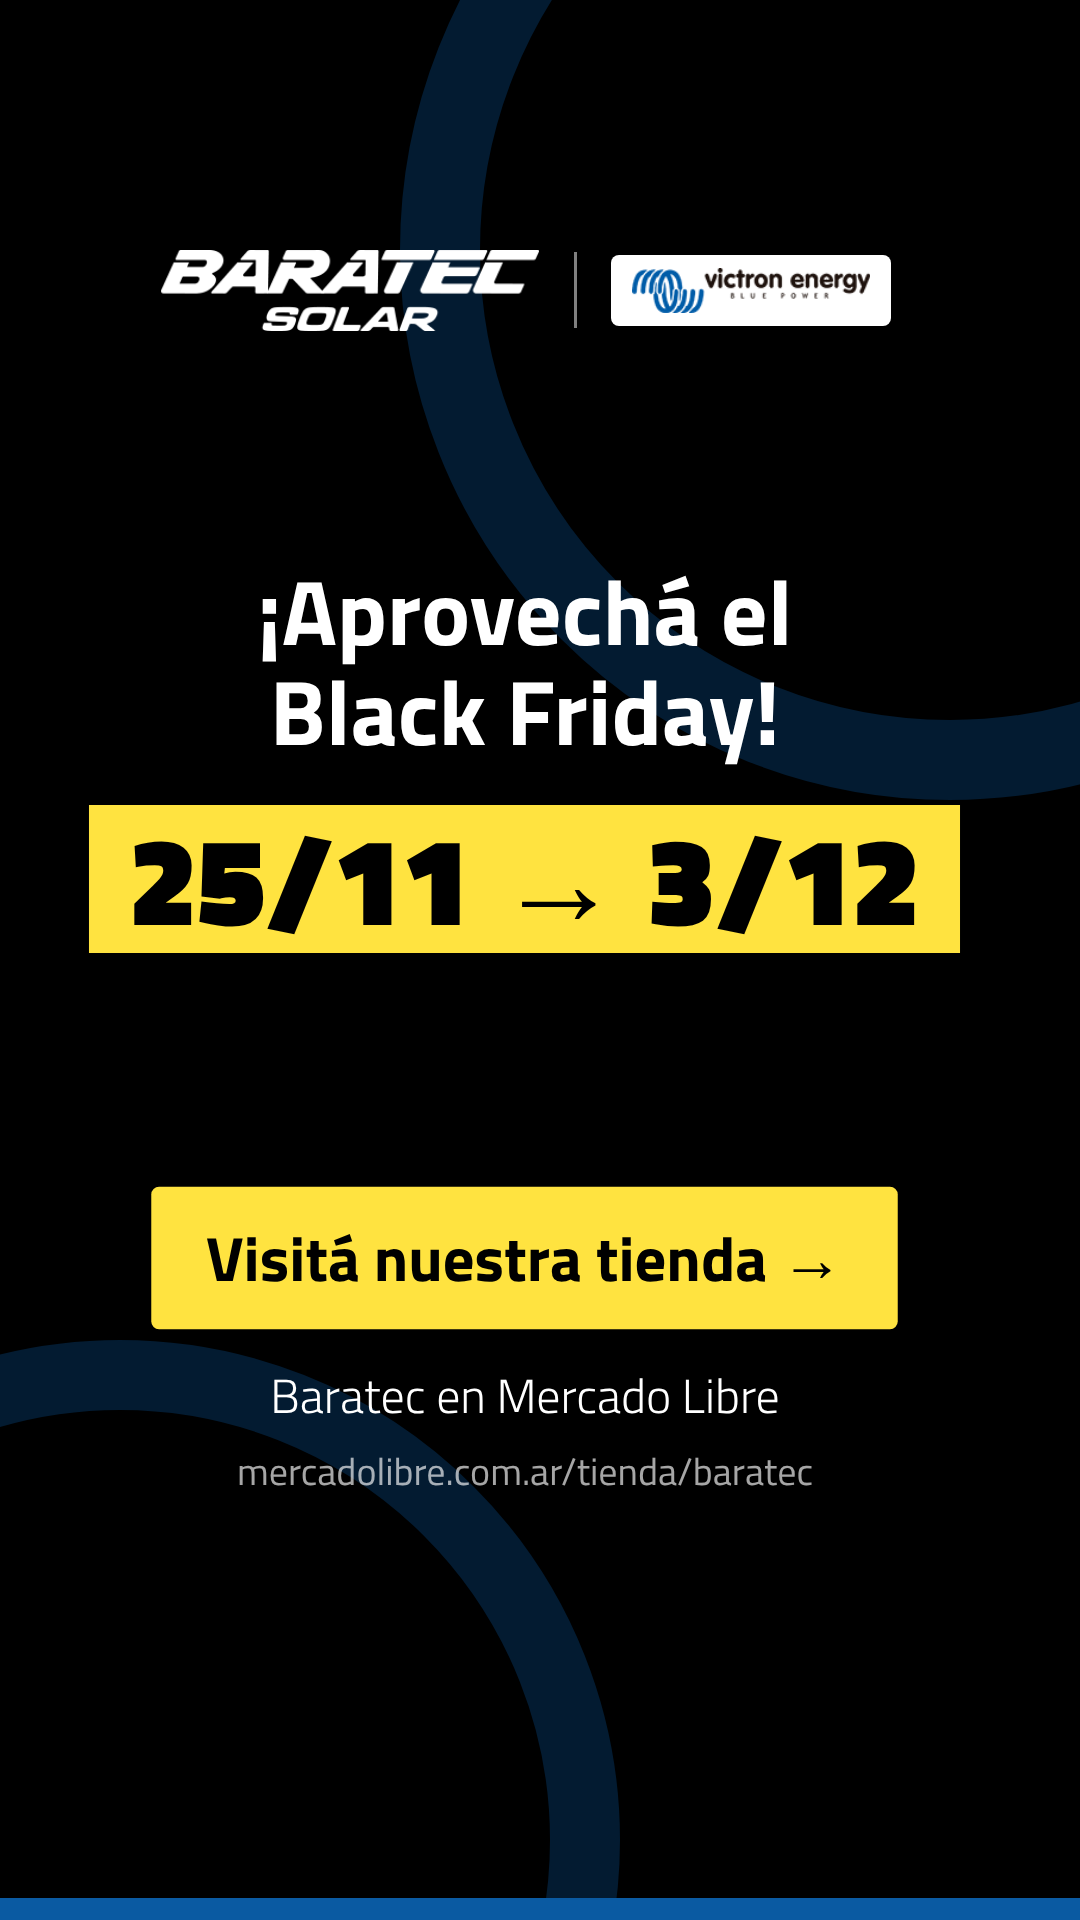 BARATEC
SOLAR
victron energy
BLUE POWER
¡Aprovechá el
Black Friday!
25/11 → 3/12
Visitá nuestra tienda →
Baratec en Mercado Libre
mercadolibre.com.ar/tienda/baratec